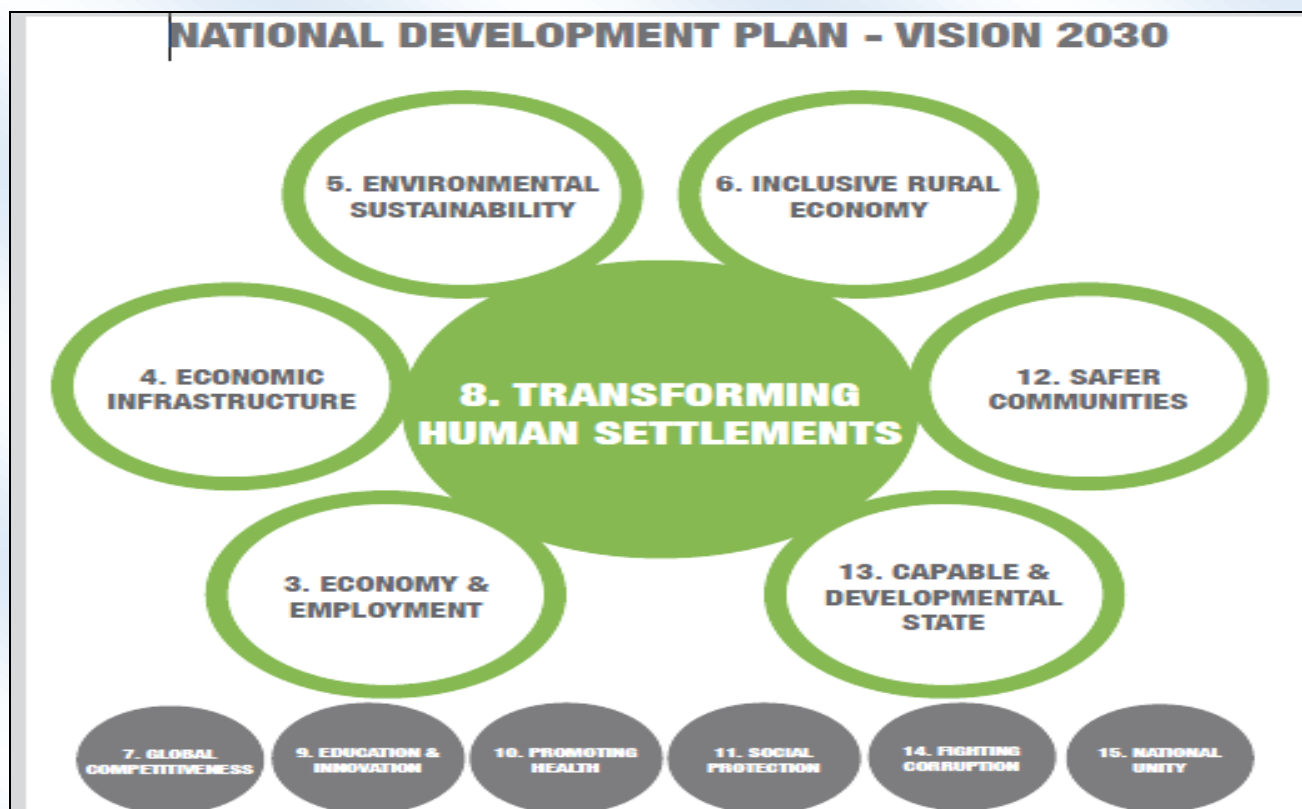 NATIONAL DEVELOPMENT PLAN - VISION 2030
5. ENVIRONMENTAL
SUSTAINABILITY
6. INCLUSIVE RURAL
ECONOMY
4. ECONOMIC
INFRASTRUCTURE
8. TRANSFORMING
HUMAN SETTLEMENTS
12. SAFER
COMMUNITIES
3. ECONOMY &
EMPLOYMENT
13. CAPABLE &
DEVELOPMENTAL
STATE
7. GLOBAL
COMPETITIVENESS
9. EDUCATION &
INNOVATION
10. PROMOTING
HEALTH
11. SOCIAL
PROTECTION
14. FIGHTING
CORRUPTION
15. NATIONAL
UNITY